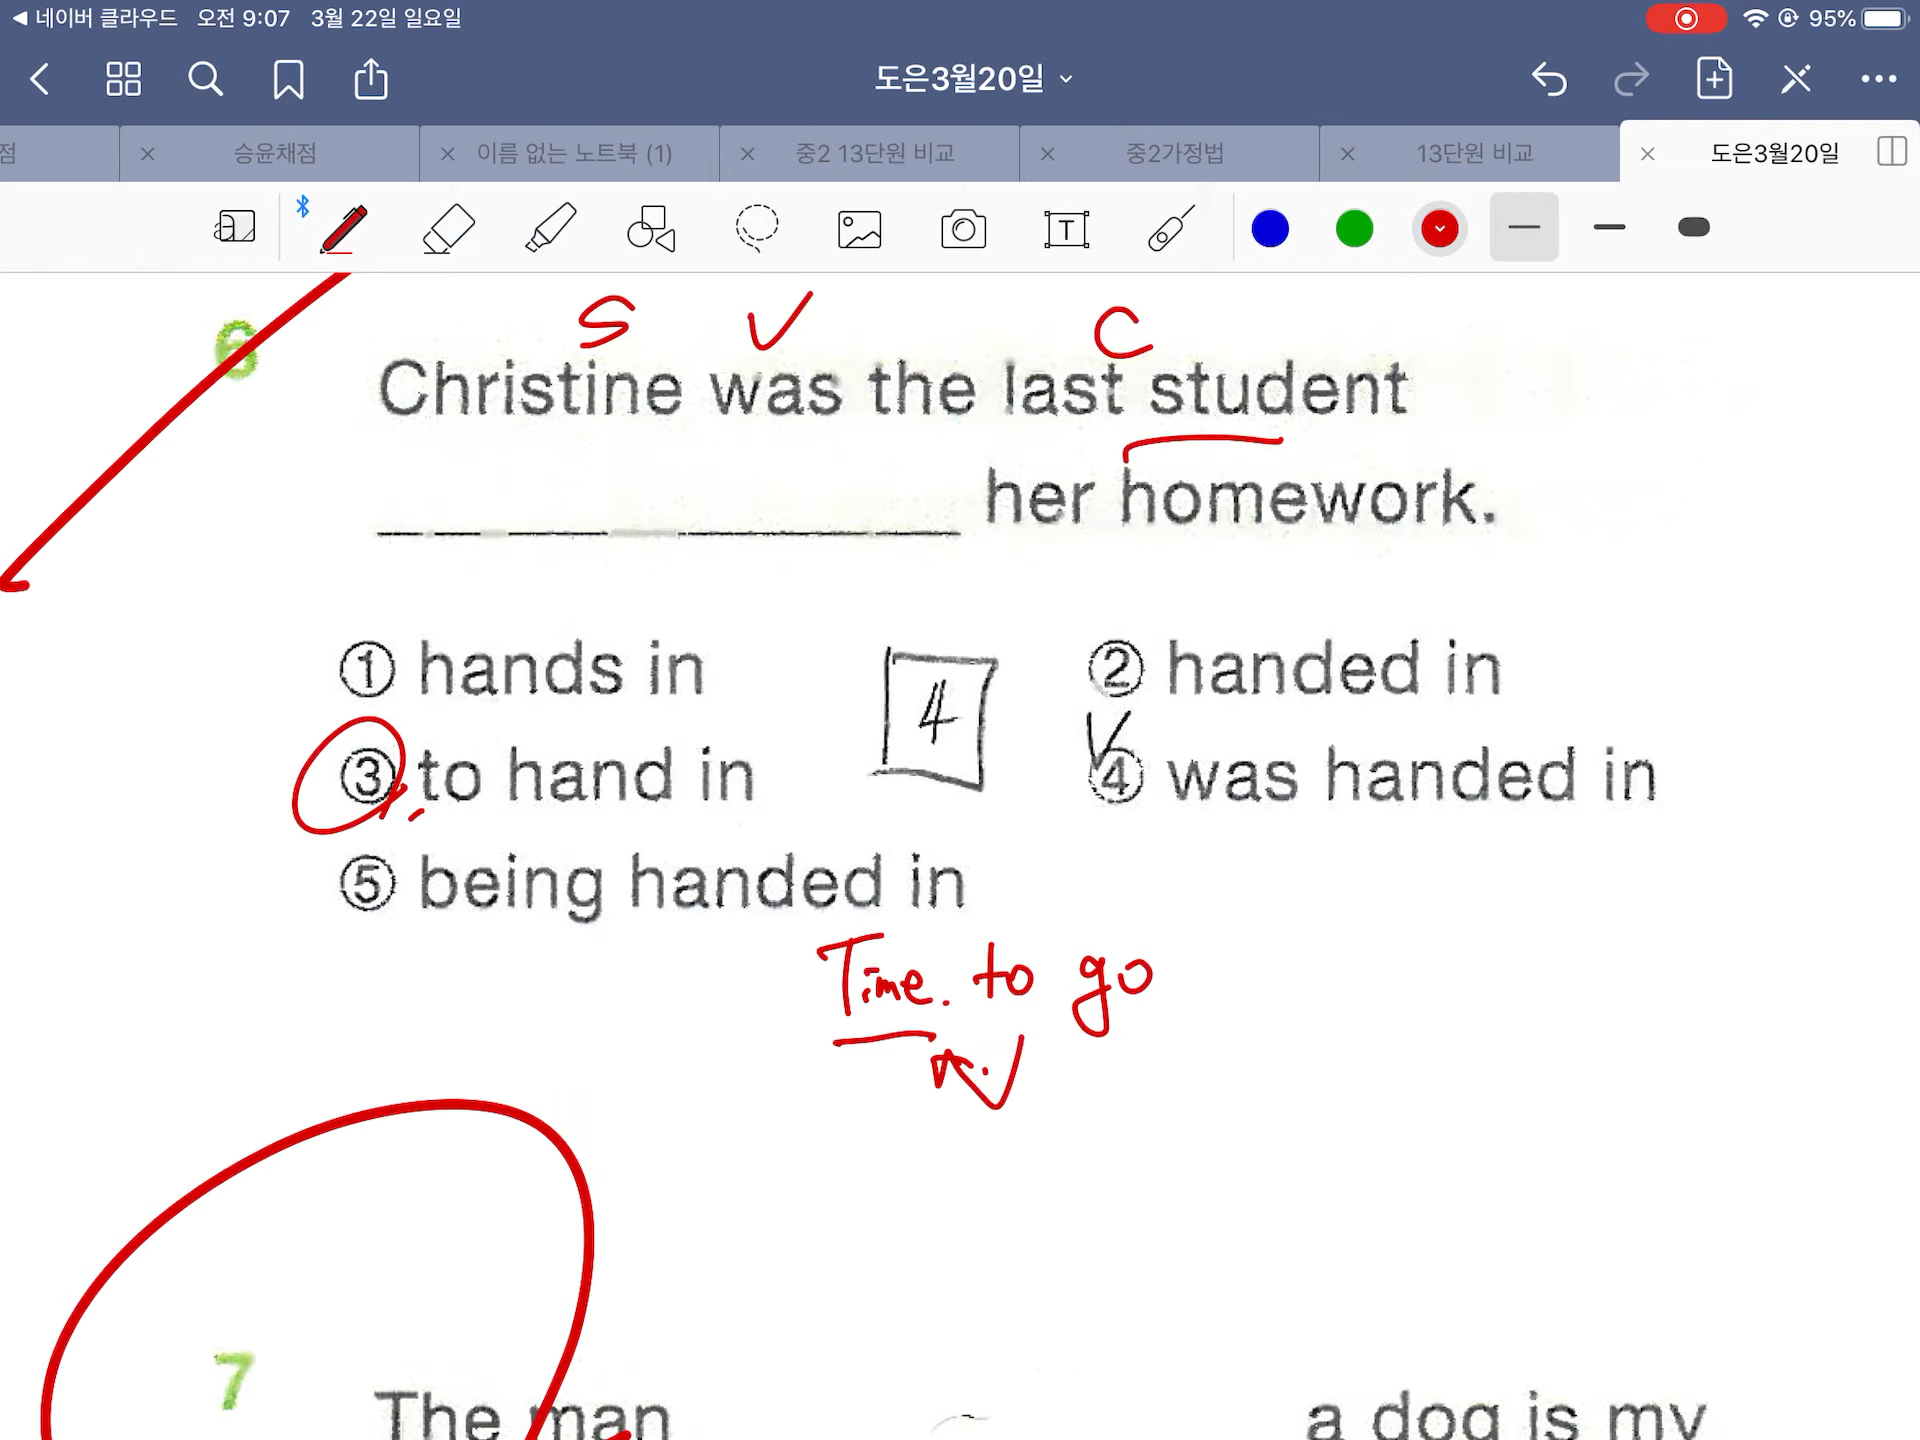 ◀ 네이버 클라우드 오전 9:07 3월 22일 일요일 95%
도은3월20일
점 승윤채점 이름 없는 노트북 (1) 중2 13단원 비교 중2가정법 13단원 비교 도은3월20일
S V C
6 Christine was the last student
____________ her homework.
① hands in ② handed in
4
③ to hand in ④ was handed in
⑤ being handed in
Time. to go
7 The man a dog is my